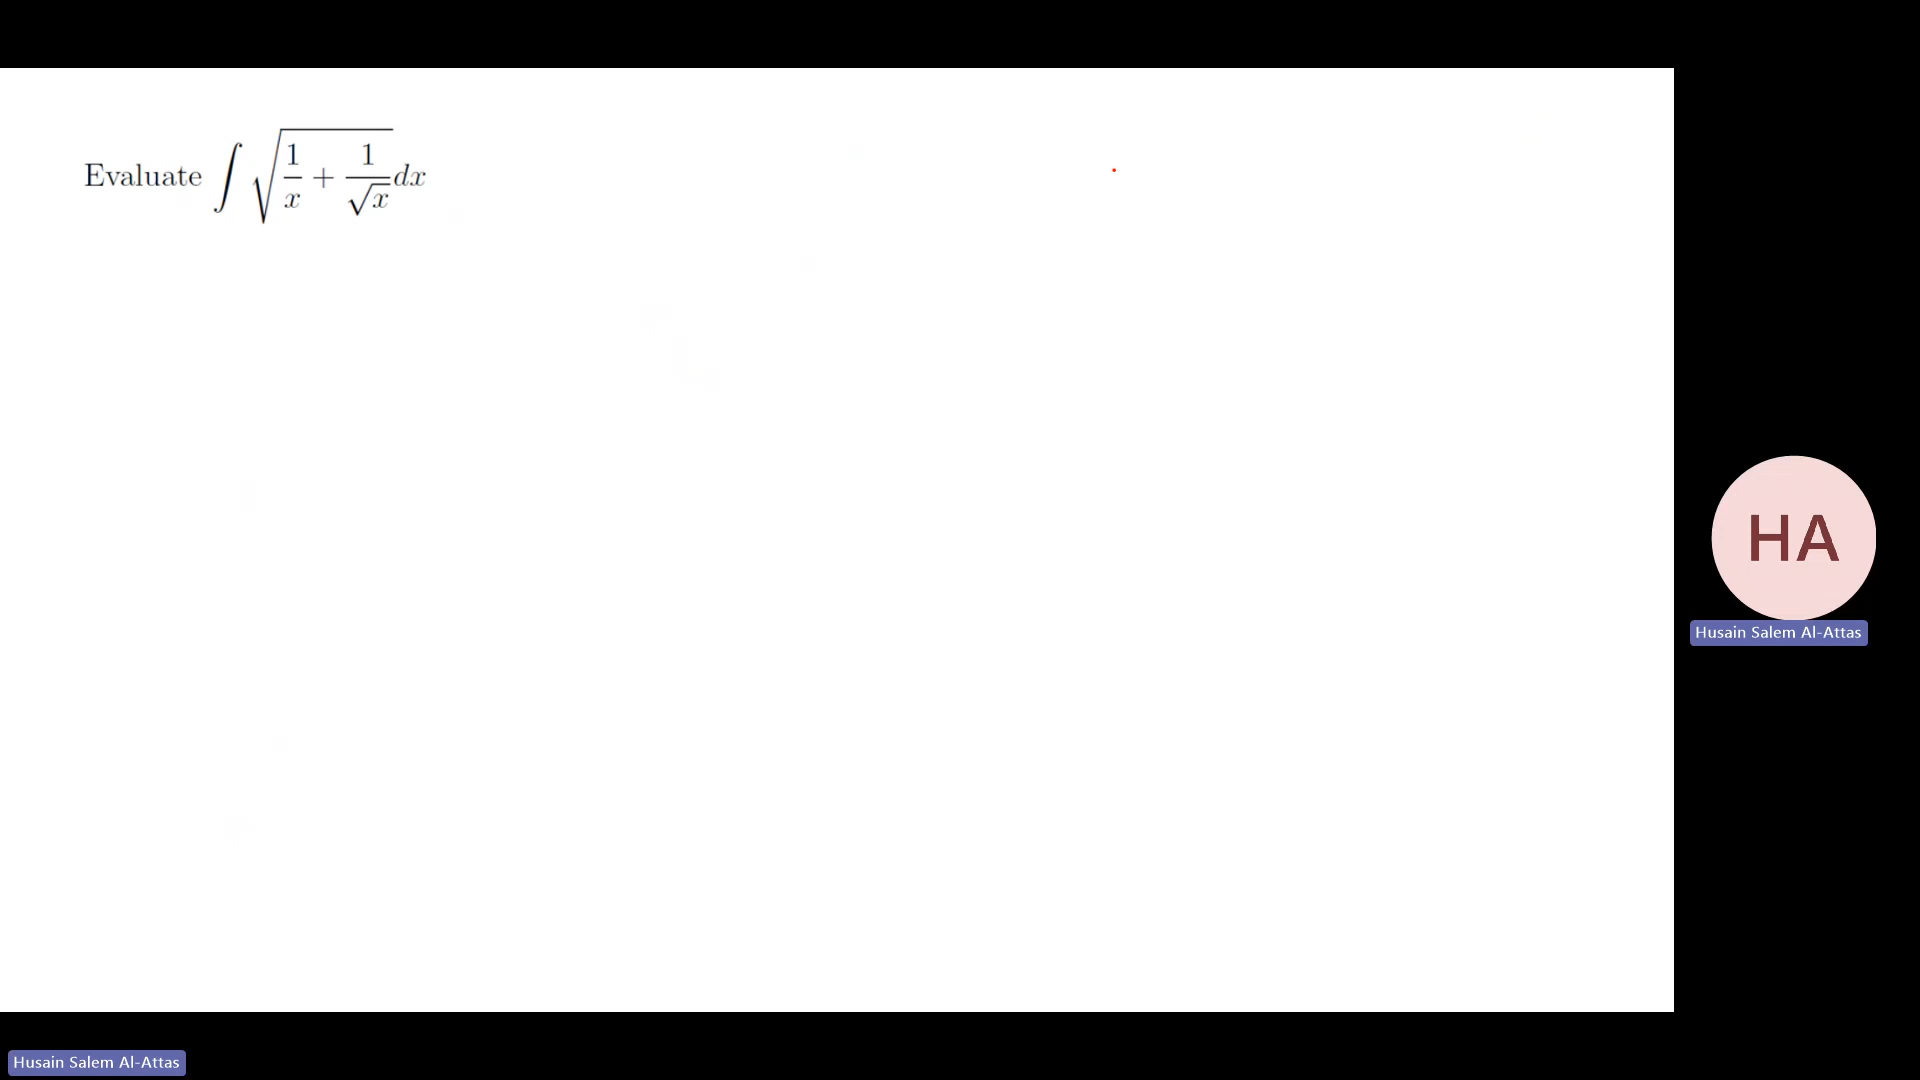 Evaluate ∫ √(1/x + 1/√x) dx
HA
Husain Salem Al-Attas
Husain Salem Al-Attas